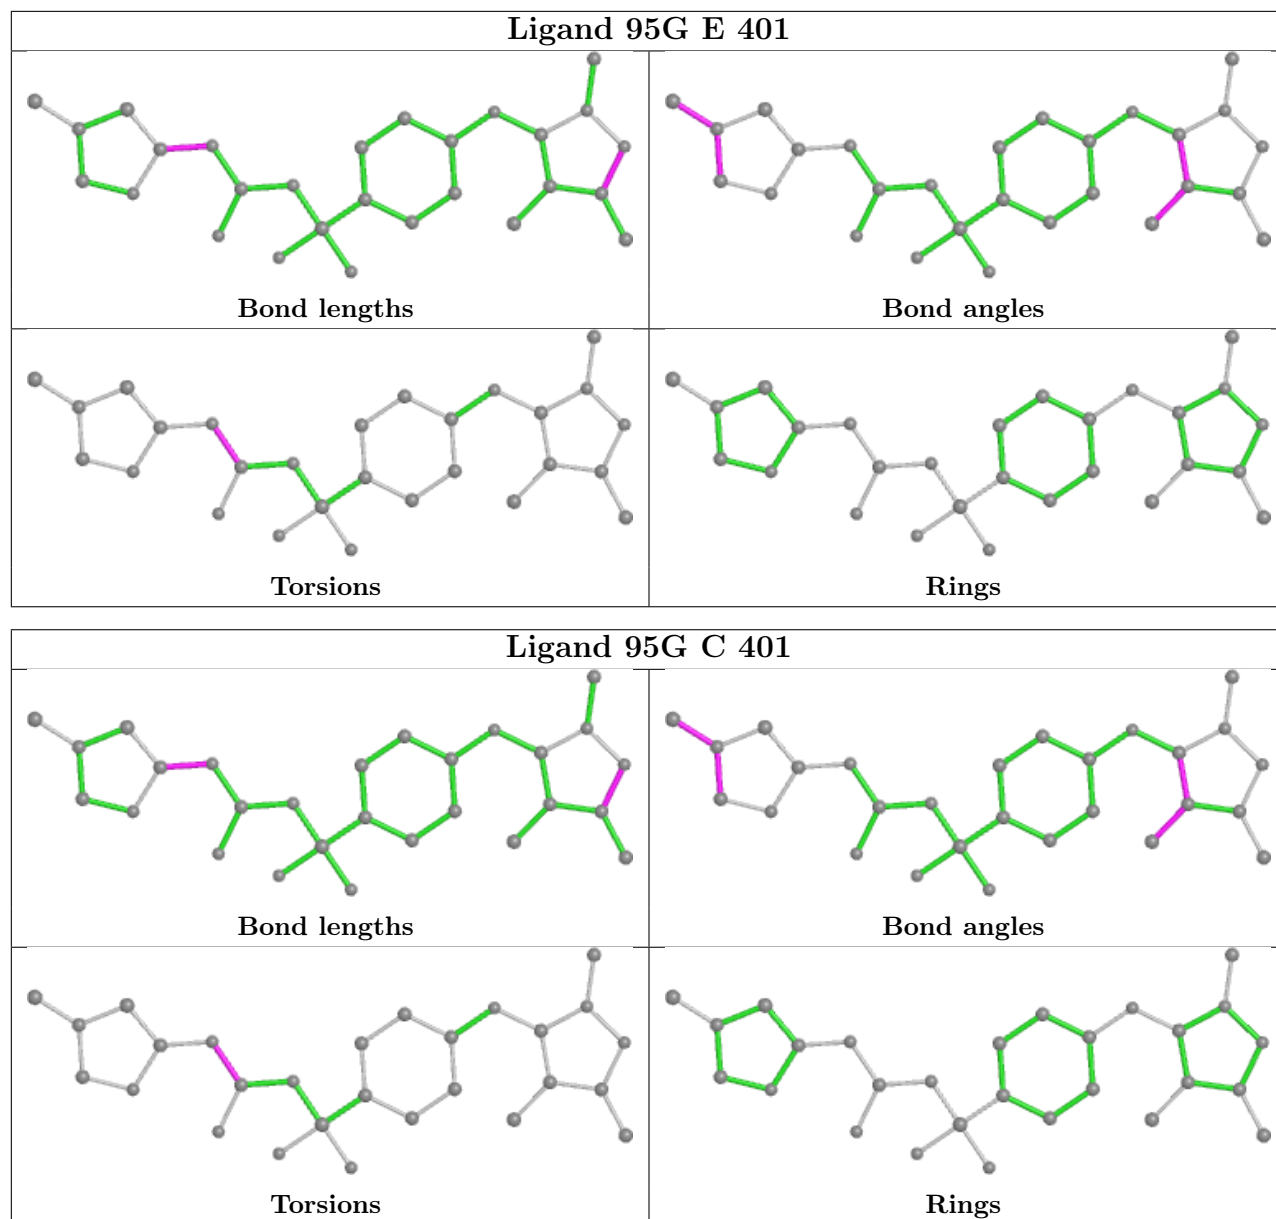 Ligand 95G E 401
Bond lengths
Bond angles
Torsions
Rings
Ligand 95G C 401
Bond lengths
Bond angles
Torsions
Rings